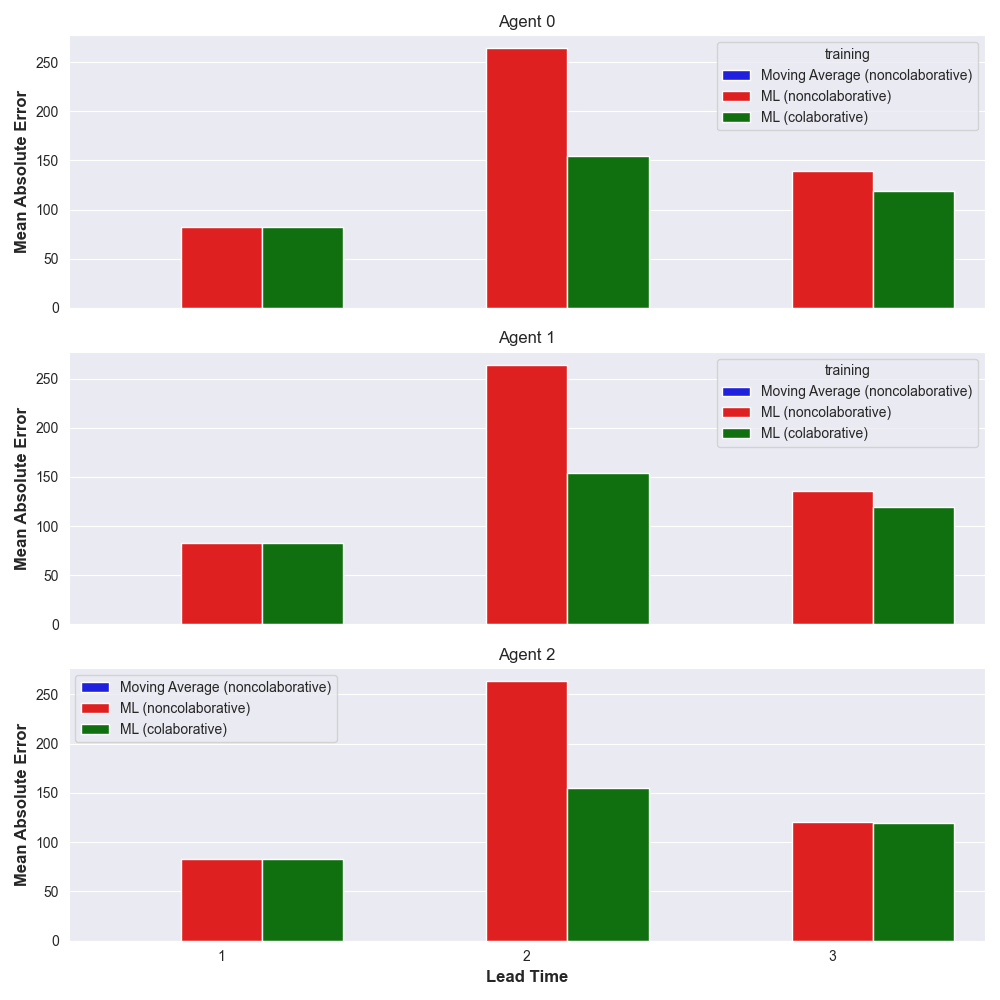 Agent 0
Mean Absolute Error
250
200
150
100
50
0
training
Moving Average (noncolaborative)
ML (noncolaborative)
ML (colaborative)
Agent 1
Mean Absolute Error
250
200
150
100
50
0
training
Moving Average (noncolaborative)
ML (noncolaborative)
ML (colaborative)
Agent 2
Mean Absolute Error
250
200
150
100
50
0
Moving Average (noncolaborative)
ML (noncolaborative)
ML (colaborative)
1 2 3
Lead Time